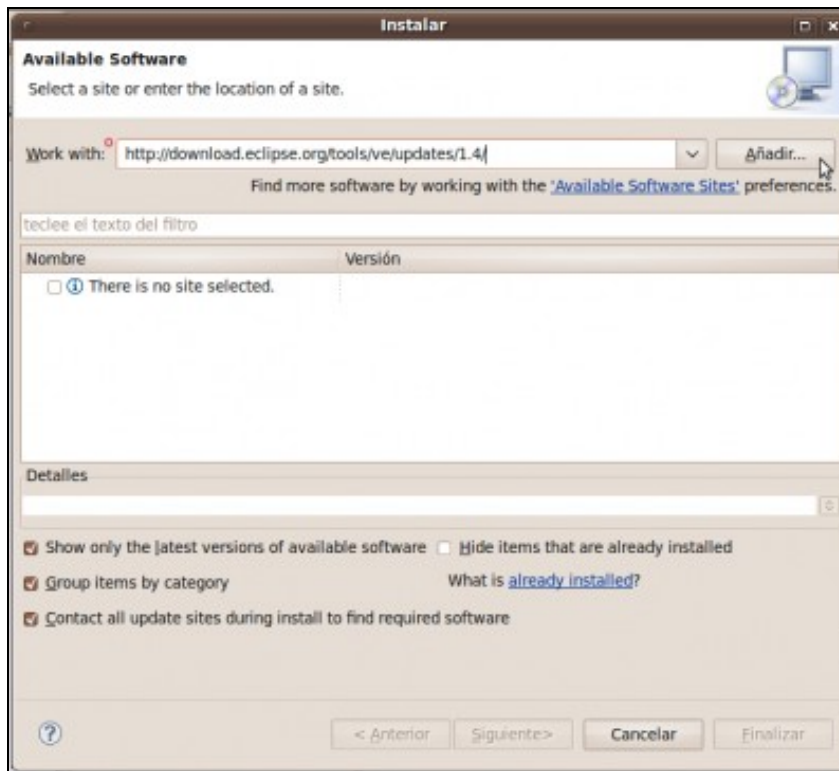 Instalar
Available Software
Select a site or enter the location of a site.
Work with: http://download.eclipse.org/tools/ve/updates/1.4/ Añadir...
Find more software by working with the 'Available Software Sites' preferences.
teclee el texto del filtro
Nombre Versión
There is no site selected.
Detalles
Show only the latest versions of available software Hide items that are already installed
Group items by category What is already installed?
Contact all update sites during install to find required software
< Anterior Siguiente> Cancelar Finalizar